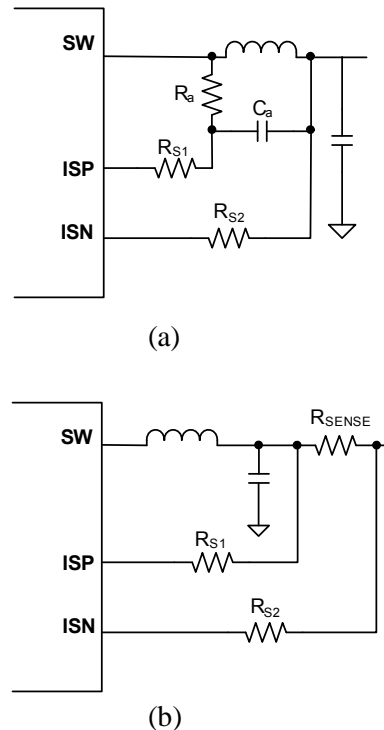 SW
Ra
Ca
RS1
ISP
RS2
ISN
(a)
RSENSE
SW
RS1
ISP
RS2
ISN
(b)